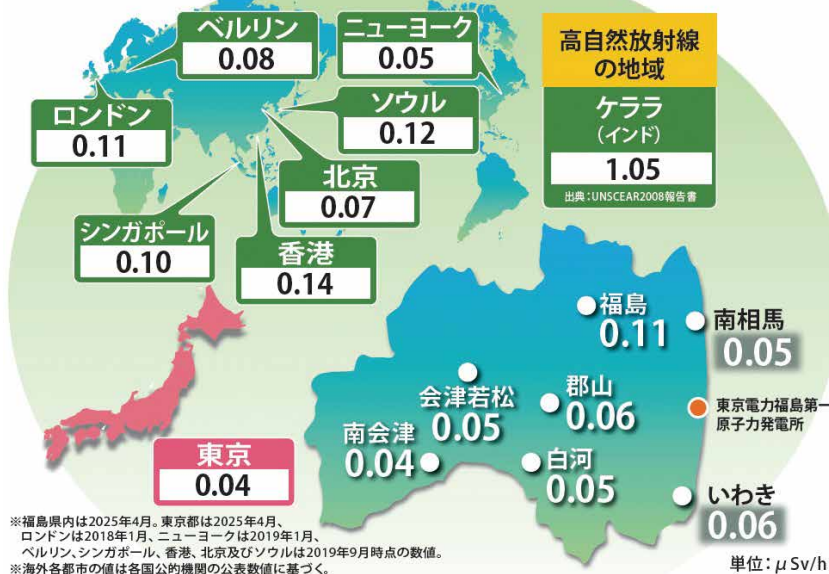 ベルリン
0.08
ニューヨーク
0.05
高自然放射線
の地域
ケララ
(インド)
1.05
出典:UNSCEAR2008報告書
ロンドン
0.11
ソウル
0.12
北京
0.07
シンガポール
0.10
香港
0.14
福島
0.11
南相馬
0.05
会津若松
0.05
郡山
0.06
東京電力福島第一
原子力発電所
南会津
0.04
白河
0.05
いわき
0.06
東京
0.04
※福島県内は2025年4月。東京都は2025年4月、
ロンドンは2018年1月、ニューヨークは2019年1月、
ベルリン、シンガポール、香港、北京及びソウルは2019年9月時点の数値。
※海外各都市の値は各国公的機関の公表数値に基づく。
単位:μSv/h